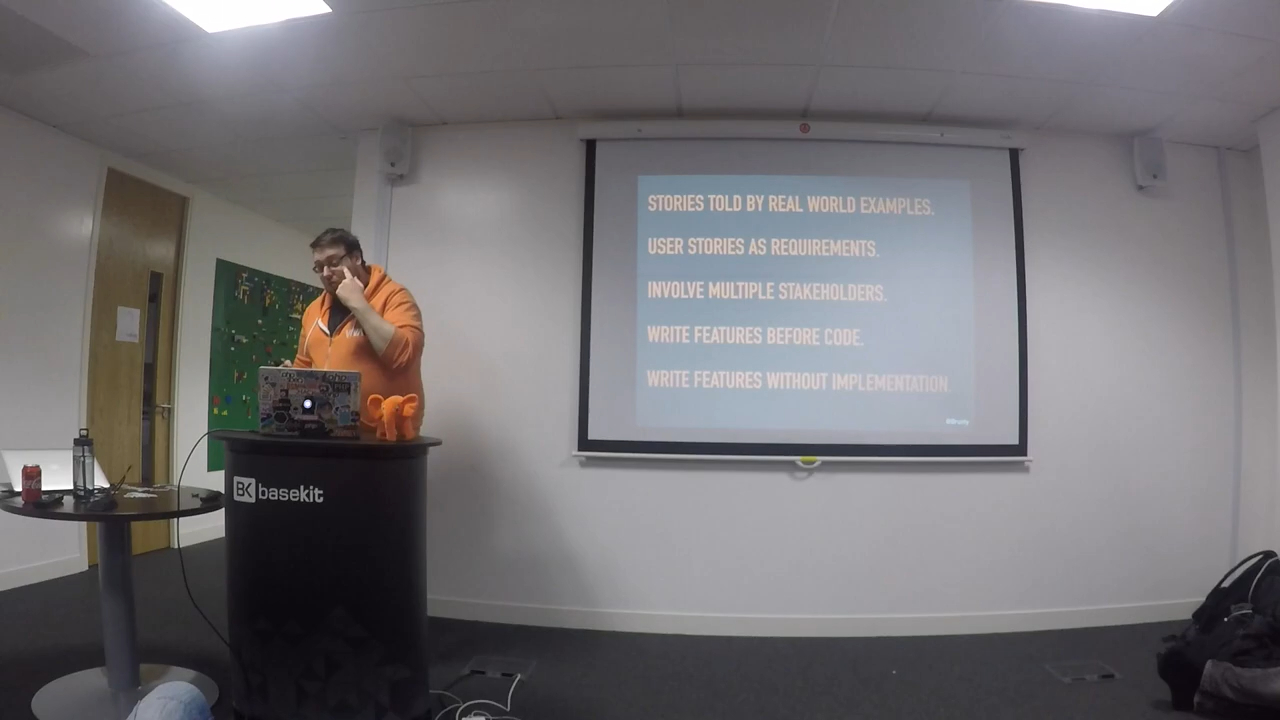 STORIES TOLD BY REAL WORLD EXAMPLES.
USER STORIES AS REQUIREMENTS.
INVOLVE MULTIPLE STAKEHOLDERS.
WRITE FEATURES BEFORE CODE.
WRITE FEATURES WITHOUT IMPLEMENTATION.
BK basekit